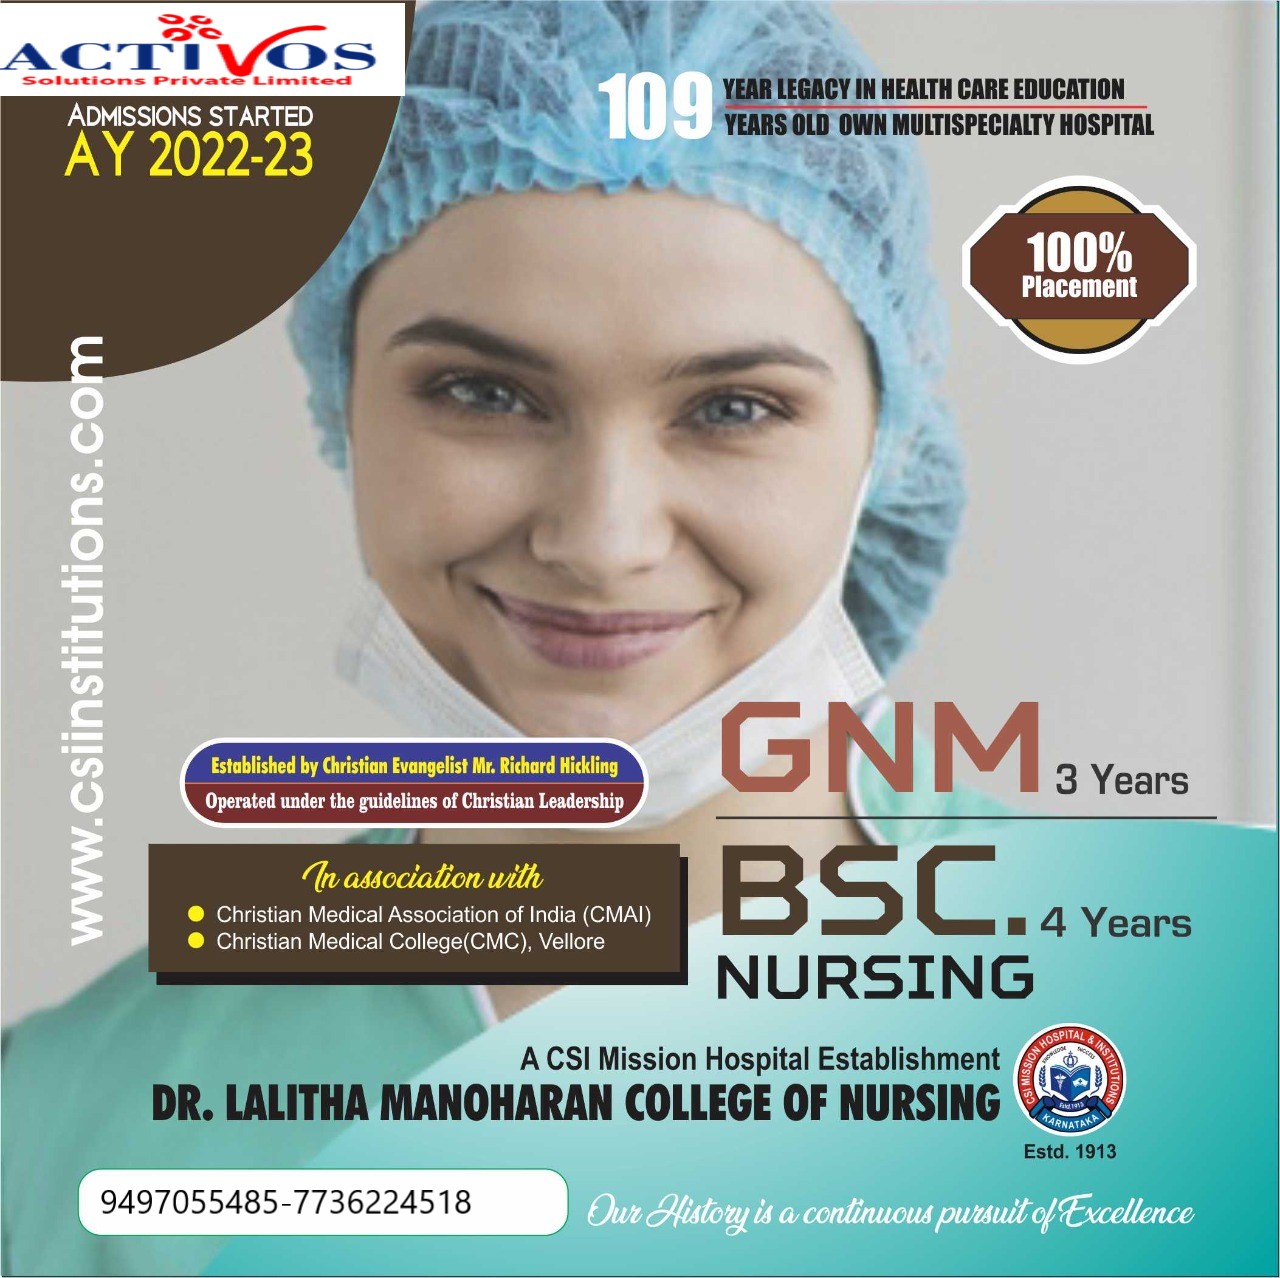 ACTIVOS
Solutions Private Limited
ADMISSIONS STARTED
AY 2022-23
109 YEAR LEGACY IN HEALTH CARE EDUCATION
YEARS OLD OWN MULTISPECIALTY HOSPITAL
100%
Placement
www.csiinstitutions.com
GNM 3 Years
Established by Christian Evangelist Mr. Richard Hickling
Operated under the guidelines of Christian Leadership
In association with
Christian Medical Association of India (CMAI)
Christian Medical College(CMC), Vellore
BSC. 4 Years
NURSING
A CSI Mission Hospital Establishment
DR. LALITHA MANOHARAN COLLEGE OF NURSING
CSI MISSION HOSPITAL & INSTITUTIONS
KNOWLEDGE SUCCESS
Estd.1913
KARNATAKA
Estd. 1913
9497055485-7736224518
Our History is a continuous pursuit of Excellence